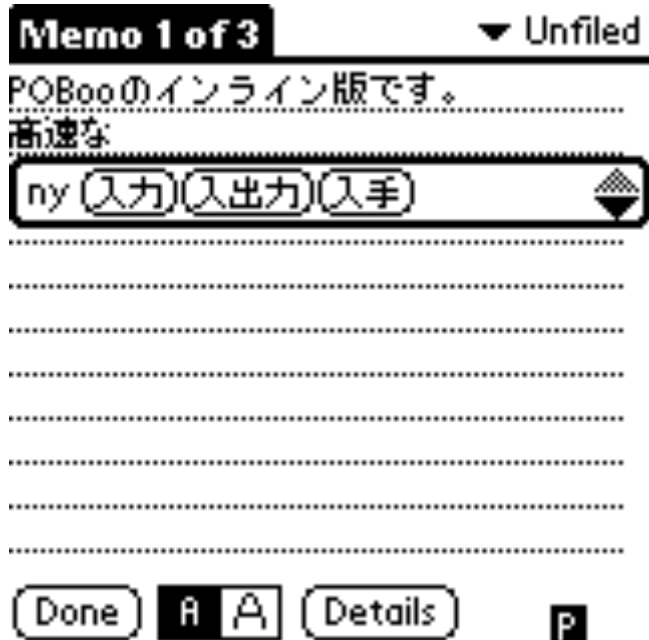 Memo 1 of 3 Unfiled
POBooのインライン版です。
高速な
ny 入力 入出力 入手
Done A A Details P